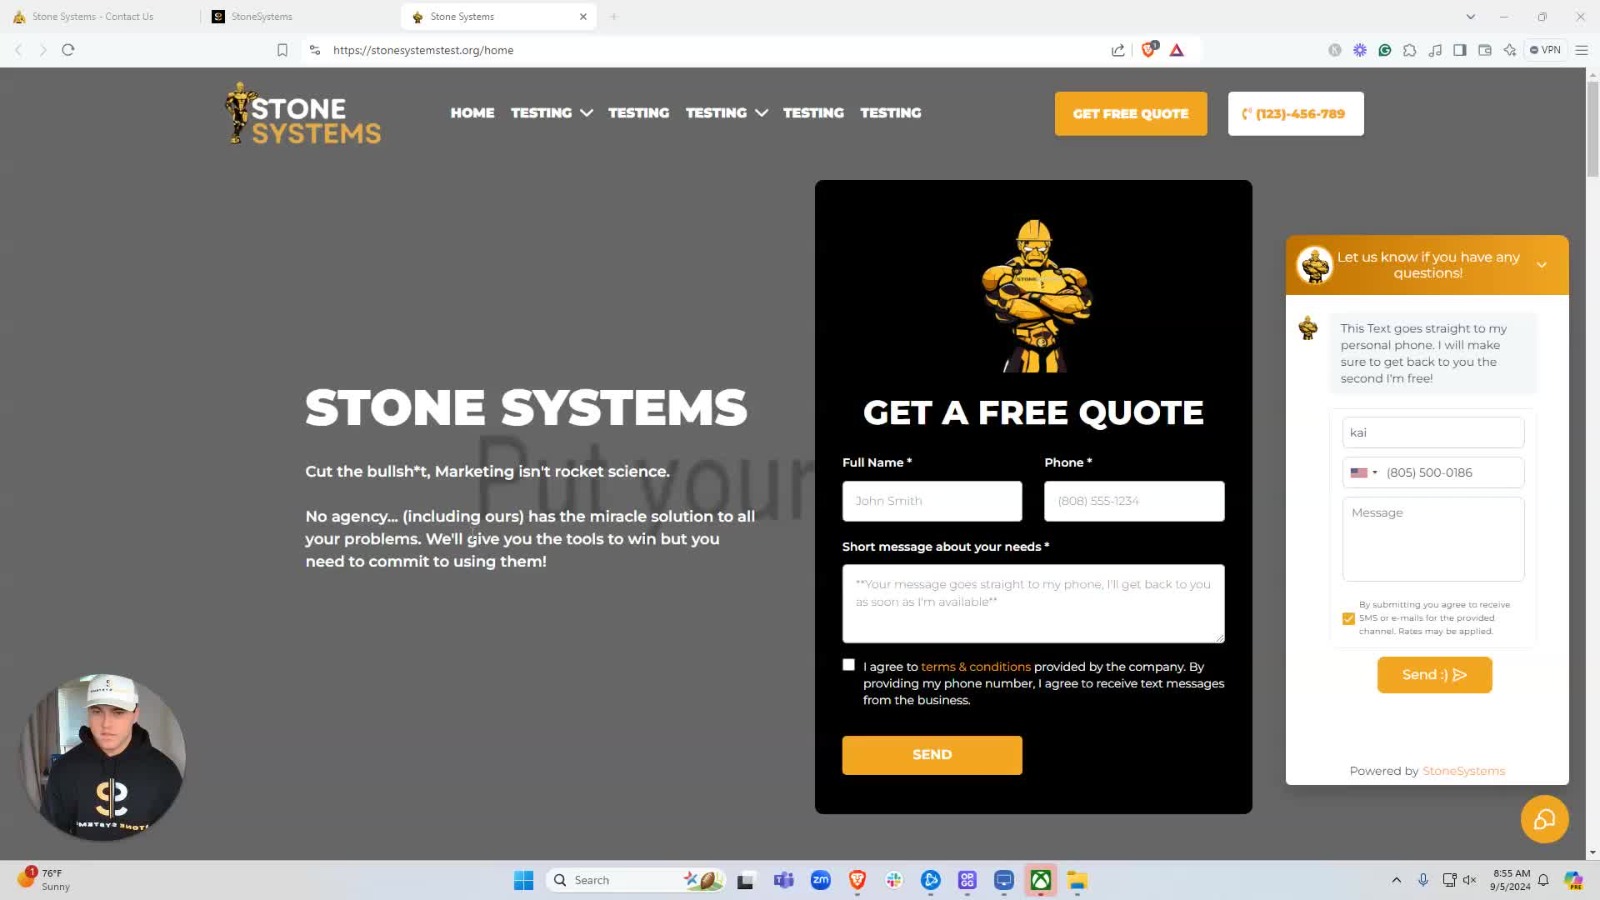 Stone Systems - Contact Us
StoneSystems
Stone Systems
https://stonesystemstest.org/home
1
VPN
STONE
SYSTEMS
HOME
TESTING
TESTING
TESTING
TESTING
TESTING
GET FREE QUOTE
(123)-456-789
STONE SYSTEMS
Put your
Cut the bullsh*t, Marketing isn't rocket science.
No agency... (including ours) has the miracle solution to all
your problems. We'll give you the tools to win but you
need to commit to using them!
GET A FREE QUOTE
Full Name *
Phone *
John Smith
(808) 555-1234
Short message about your needs *
**Your message goes straight to my phone, I'll get back to you
as soon as I'm available**
I agree to terms & conditions provided by the company. By
providing my phone number, I agree to receive text messages
from the business.
SEND
Let us know if you have any
questions!
This Text goes straight to my
personal phone. I will make
sure to get back to you the
second I'm free!
kai
(805) 500-0186
Message
By submitting you agree to receive
SMS or e-mails for the provided
channel. Rates may be applied.
Send :)
Powered by StoneSystems
1
76°F
Sunny
Search
zm
OP
GG
8:55 AM
9/5/2024
PRE